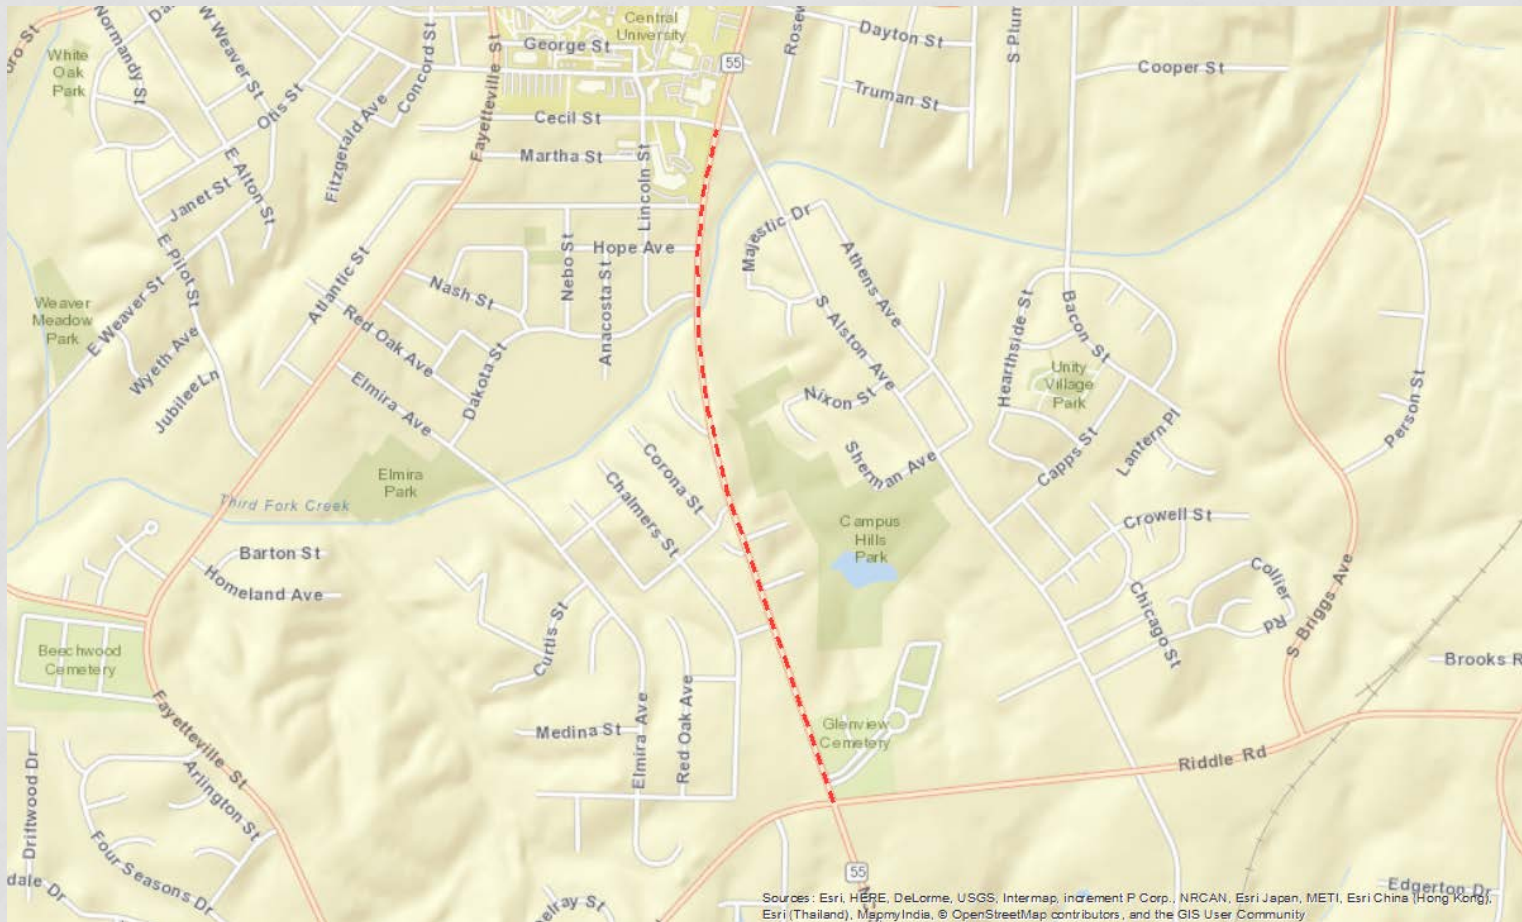 Central
University
George St
55
Dayton St
Truman St
Cooper St
S Plum
Rosew
oro St
White
Oak
Park
Normandy St
Da
W Weaver St
Otis St
Concord St
Fitzgerald Ave
Fayetteville St
Cecil St
Martha St
Lincoln St
E Alton St
Janet St
E Pilot St
Majestic Dr
Athens Ave
Hope Ave
Nebo St
Anacosta St
Atlantic St
Nash St
Red Oak Ave
Weaver
Meadow
Park
E Weaver St
Wyeth Ave
Jubilee Ln
Dakota St
Elmira Ave
S Alston Ave
Hearthside St
Bacon St
Nixon St
Unity
Village
Park
Person St
Lantern Pl
Capps St
Sherman Ave
Elmira
Park
Corona St
Chalmers St
Third Fork Creek
Campus
Hills
Park
Crowell St
Barton St
Homeland Ave
Collier Rd
Chicago St
S Briggs Ave
Curtis St
Beechwood
Cemetery
Brooks R
Fayetteville St
Medina St
Elmira Ave
Red Oak Ave
Glenview
Cemetery
Riddle Rd
Driftwood Dr
Arlington St
Four Seasons Dr
dale Dr
55
elray St
Edgerton Dr
Sources: Esri, HERE, DeLorme, USGS, Intermap, increment P Corp., NRCAN, Esri Japan, METI, Esri China (Hong Kong),
Esri (Thailand), MapmyIndia, © OpenStreetMap contributors, and the GIS User Community